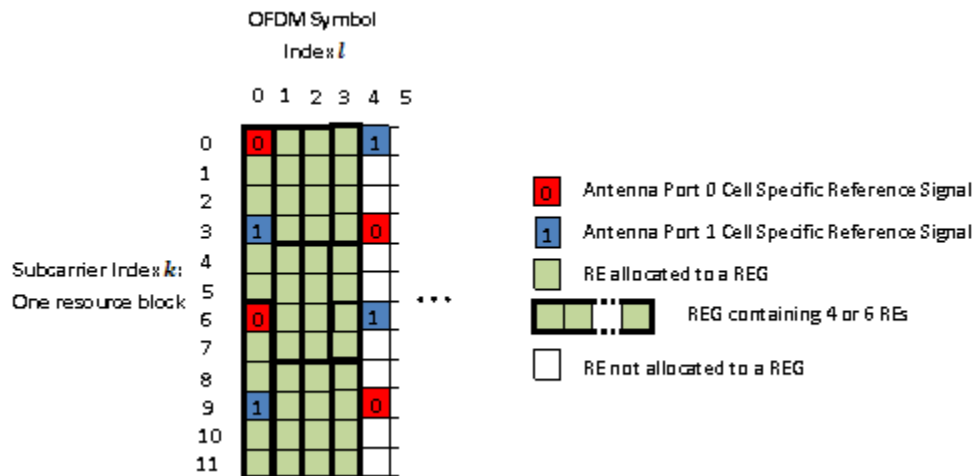 OFDM Symbol
Index l
0 1 2 3 4 5
0 0 1
1
2
3 1 0
4
5
6 0 1
7
8
9 1 0
10
11
Subcarrier Index k:
One resource block
...
0 Antenna Port 0 Cell Specific Reference Signal
1 Antenna Port 1 Cell Specific Reference Signal
RE allocated to a REG
REG containing 4 or 6 REs
RE not allocated to a REG